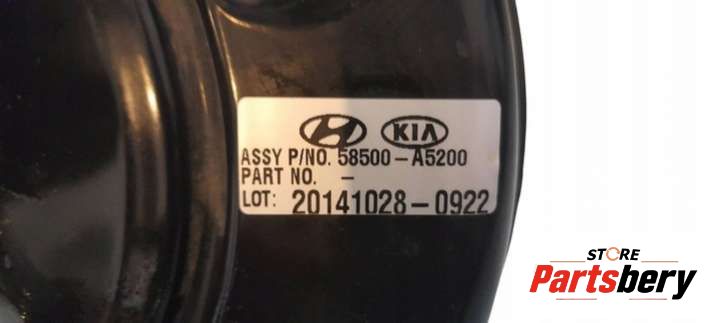 KIA
ASSY P/NO. 58500-A5200
PART NO. -
LOT: 20141028-0922
STORE
Partsbery